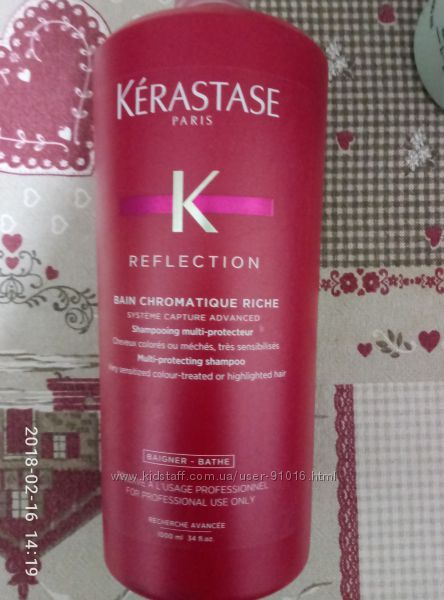 KÉRASTASE
PARIS
K
REFLECTION
BAIN CHROMATIQUE RICHE
SYSTÈME CAPTURE ADVANCED
Shampooing multi-protecteur
Cheveux colorés ou méchés, très sensibilisés
Multi-protecting shampoo
Very sensitized colour-treated or highlighted hair
BAIGNER - BATHE
www.kidstaff.com.ua/user-91016.html
À L'USAGE PROFESSIONNEL
FOR PROFESSIONAL USE ONLY
RECHERCHE AVANCÉE
1000 ml 34 fl.oz.
2018-02-16 14:19